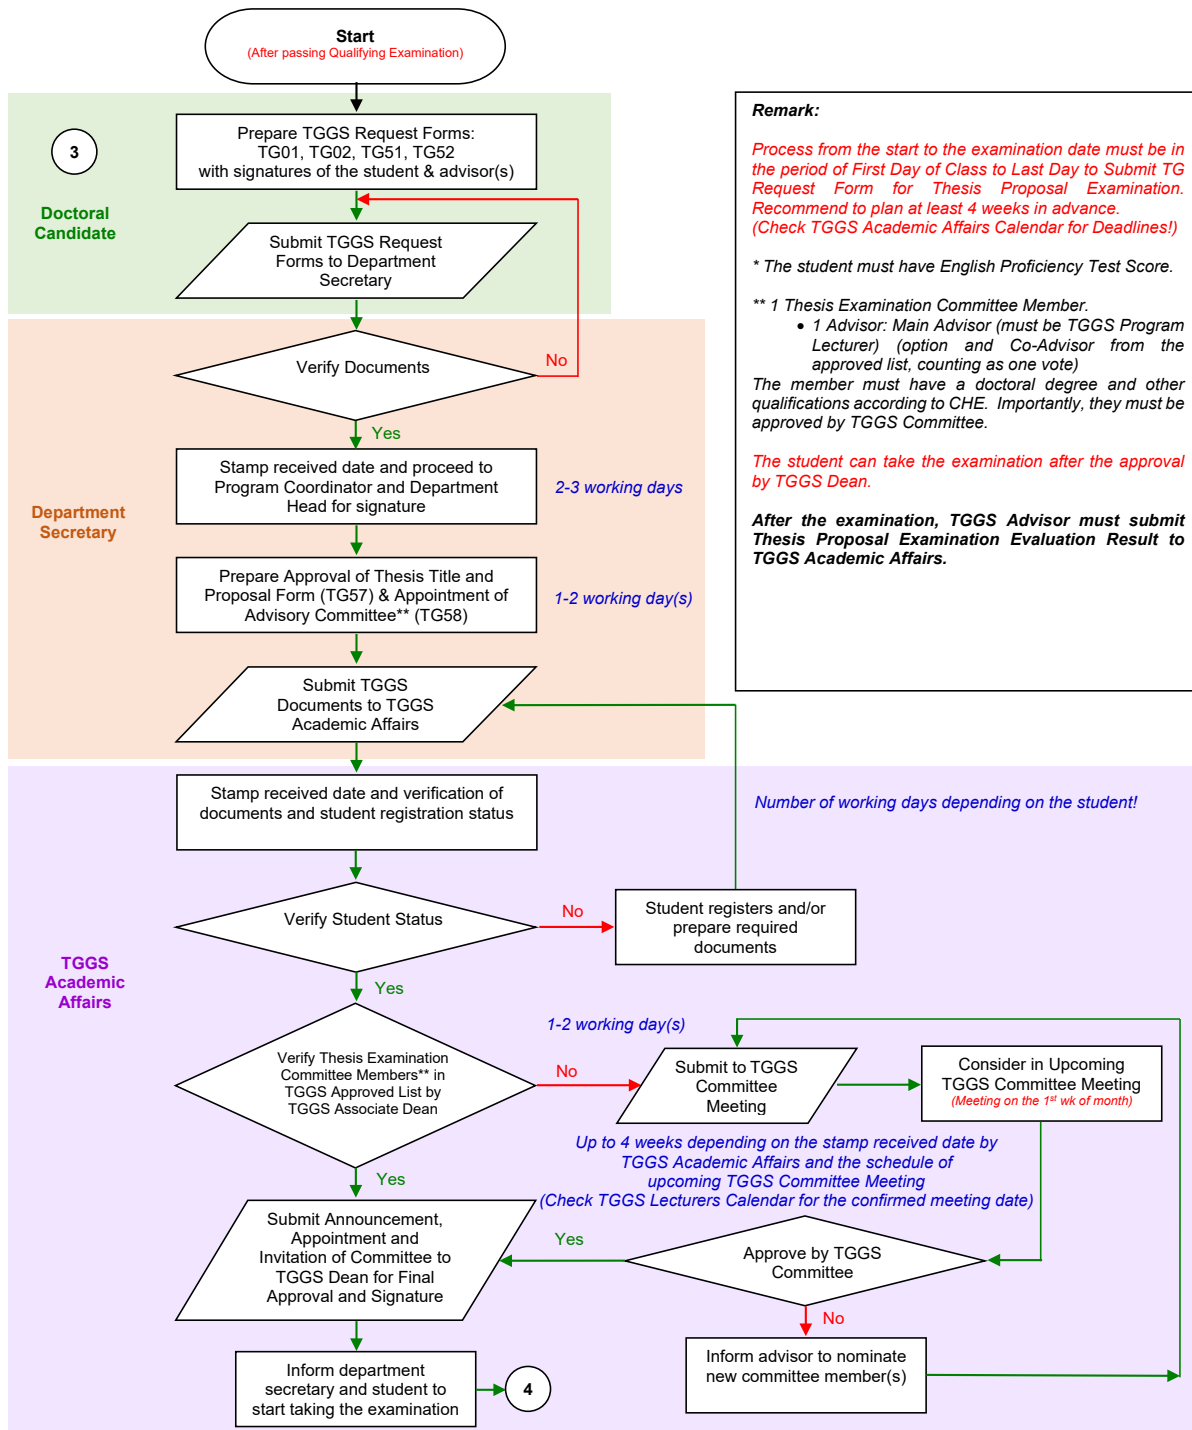 Start
(After passing Qualifying Examination)
3
Doctoral
Candidate
Prepare TGGS Request Forms:
TG01, TG02, TG51, TG52
with signatures of the student & advisor(s)
Submit TGGS Request
Forms to Department
Secretary
Verify Documents
No
Yes
Department
Secretary
Stamp received date and proceed to
Program Coordinator and Department
Head for signature
2-3 working days
Prepare Approval of Thesis Title and
Proposal Form (TG57) & Appointment of
Advisory Committee** (TG58)
1-2 working day(s)
Submit TGGS
Documents to TGGS
Academic Affairs
Remark:
Process from the start to the examination date must be in
the period of First Day of Class to Last Day to Submit TG
Request Form for Thesis Proposal Examination.
Recommend to plan at least 4 weeks in advance.
(Check TGGS Academic Affairs Calendar for Deadlines!)
* The student must have English Proficiency Test Score.
** 1 Thesis Examination Committee Member.
• 1 Advisor: Main Advisor (must be TGGS Program
Lecturer) (option and Co-Advisor from the
approved list, counting as one vote)
The member must have a doctoral degree and other
qualifications according to CHE. Importantly, they must be
approved by TGGS Committee.
The student can take the examination after the approval
by TGGS Dean.
After the examination, TGGS Advisor must submit
Thesis Proposal Examination Evaluation Result to
TGGS Academic Affairs.
TGGS
Academic
Affairs
Stamp received date and verification of
documents and student registration status
Number of working days depending on the student!
Verify Student Status
No
Student registers and/or
prepare required
documents
Yes
Verify Thesis Examination
Committee Members** in
TGGS Approved List by
TGGS Associate Dean
1-2 working day(s)
No
Submit to TGGS
Committee
Meeting
Consider in Upcoming
TGGS Committee Meeting
(Meeting on the 1st wk of month)
Up to 4 weeks depending on the stamp received date by
TGGS Academic Affairs and the schedule of
upcoming TGGS Committee Meeting
(Check TGGS Lecturers Calendar for the confirmed meeting date)
Yes
Submit Announcement,
Appointment and
Invitation of Committee to
TGGS Dean for Final
Approval and Signature
Yes
Approve by TGGS
Committee
No
Inform advisor to nominate
new committee member(s)
Inform department
secretary and student to
start taking the examination
4